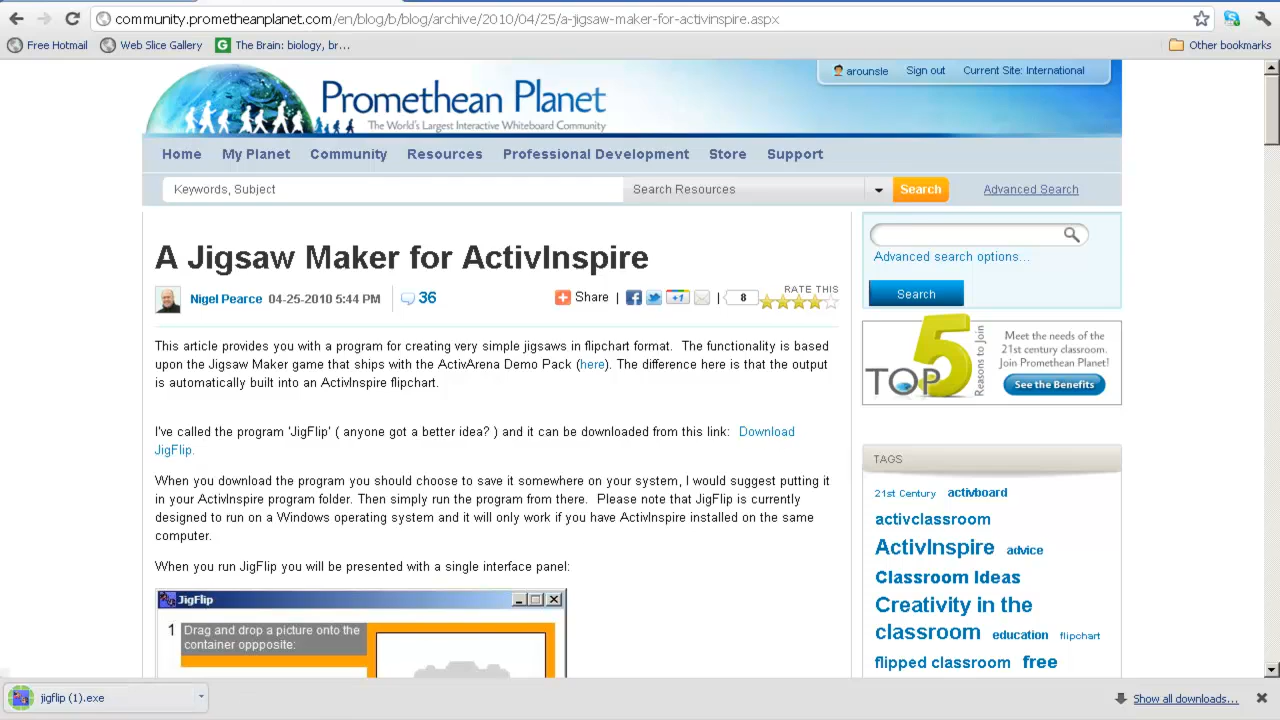 community.prometheanplanet.com/en/blog/b/blog/archive/2010/04/25/a-jigsaw-maker-for-activinspire.aspx
Free Hotmail Web Slice Gallery G The Brain: biology, br... Other bookmarks
arounsle Sign out Current Site: International
Promethean Planet
The World's Largest Interactive Whiteboard Community
Home My Planet Community Resources Professional Development Store Support
Keywords, Subject Search Resources Search Advanced Search
A Jigsaw Maker for ActivInspire
Nigel Pearce 04-25-2010 5:44 PM 36 Share | +1 | 8 RATE THIS
This article provides you with a program for creating very simple jigsaws in flipchart format. The functionality is based
upon the Jigsaw Maker game that ships with the ActivArena Demo Pack (here). The difference here is that the output
is automatically built into an ActivInspire flipchart.
I've called the program 'JigFlip' ( anyone got a better idea? ) and it can be downloaded from this link: Download
JigFlip.
When you download the program you should choose to save it somewhere on your system, I would suggest putting it
in your ActivInspire program folder. Then simply run the program from there. Please note that JigFlip is currently
designed to run on a Windows operating system and it will only work if you have ActivInspire installed on the same
computer.
When you run JigFlip you will be presented with a single interface panel:
JigFlip
1 Drag and drop a picture onto the
container oppposite:
Advanced search options...
Search
TOP 5 Reasons to Join
Meet the needs of the
21st century classroom.
Join Promethean Planet!
See the Benefits
TAGS
21st Century activboard
activclassroom
ActivInspire advice
Classroom Ideas
Creativity in the
classroom education flipchart
flipped classroom free
jigflip (1).exe Show all downloads...